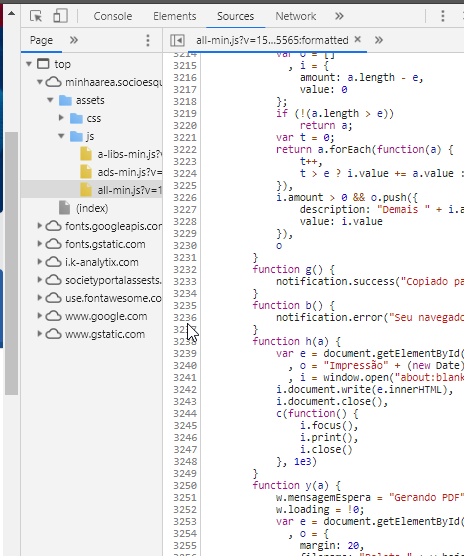 Console Elements Sources Memory
Page
all-min.js?v=15...5565:formatted
top
minhaarea.socioesqu
assets
css
js
a-libs-min.js?v
ads-min.js?v=
all-min.js?v=1
(index)
fonts.googleapis.com
fonts.gstatic.com
i.k-analytix.com
societyportalassests.
use.fontawesome.co
www.google.com
www.gstatic.com
3214 var o = []
3215 , i = {
3216 amount: a.length - e,
3217 value: 0
3218 };
3219 if (!(a.length > e))
3220 return a;
3221 var t = 0;
3222 return a.forEach(function(a) {
3223 t++,
3224 t > e ? i.value += a.value :
3225 }),
3226 i.amount > 0 && o.push({
3227 description: "Demais " + i.a
3228 value: i.value
3229 }),
3230 o
3231 }
3232 function g() {
3233 notification.success("Copiado pa
3234 }
3235 function b() {
3236 notification.error("Seu navegado
3237 }
3238 function h(a) {
3239 var e = document.getElementById(
3240 , o = "Impressão" + (new Date)
3241 , i = window.open("about:blank
3242 i.document.write(e.innerHTML),
3243 i.document.close(),
3244 c(function() {
3245 i.focus(),
3246 i.print(),
3247 i.close()
3248 }, 1e3)
3249 }
3250 function y(a) {
3251 w.mensagemEspera = "Gerando PDF"
3252 w.loading = !0;
3253 var e = document.getElementById(
3254 , o = {
3255 margin: 20,